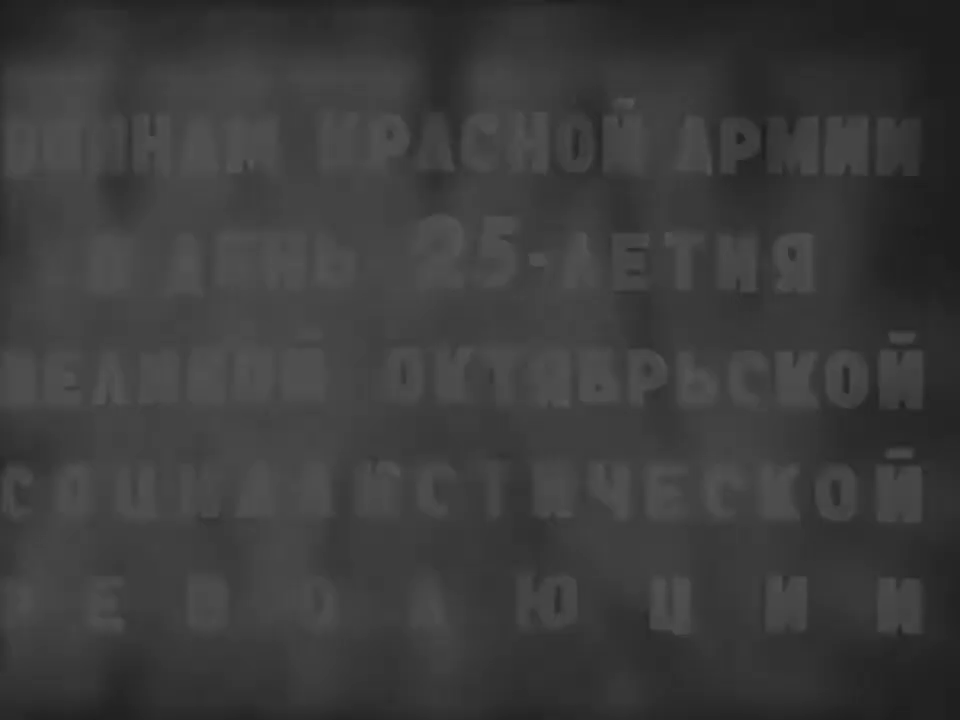 ВОИНАМ КРАСНОЙ АРМИИ
В ДЕНЬ 25-ЛЕТИЯ
ВЕЛИКОЙ ОКТЯБРЬСКОЙ
СОЦИАЛИСТИЧЕСКОЙ
РЕВОЛЮЦИИ